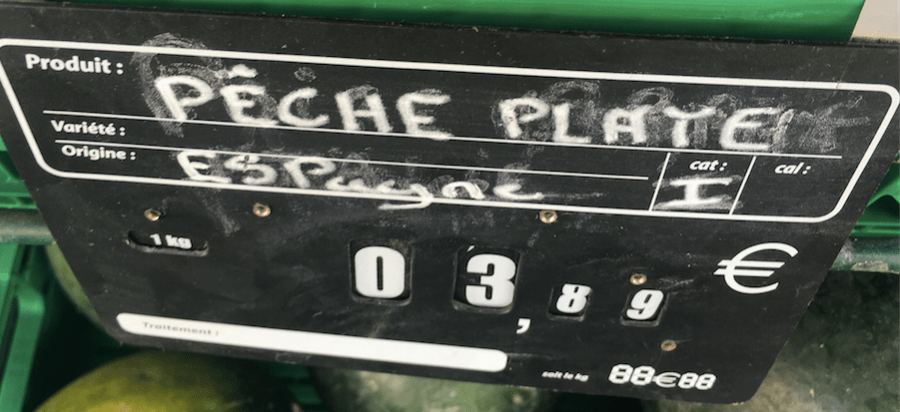 Produit : PÊCHE PLATE
Variété :
Origine : ESPagne
cat : I
cal :
1 kg
03,89 €
Traitement :
soit le kg 88€88